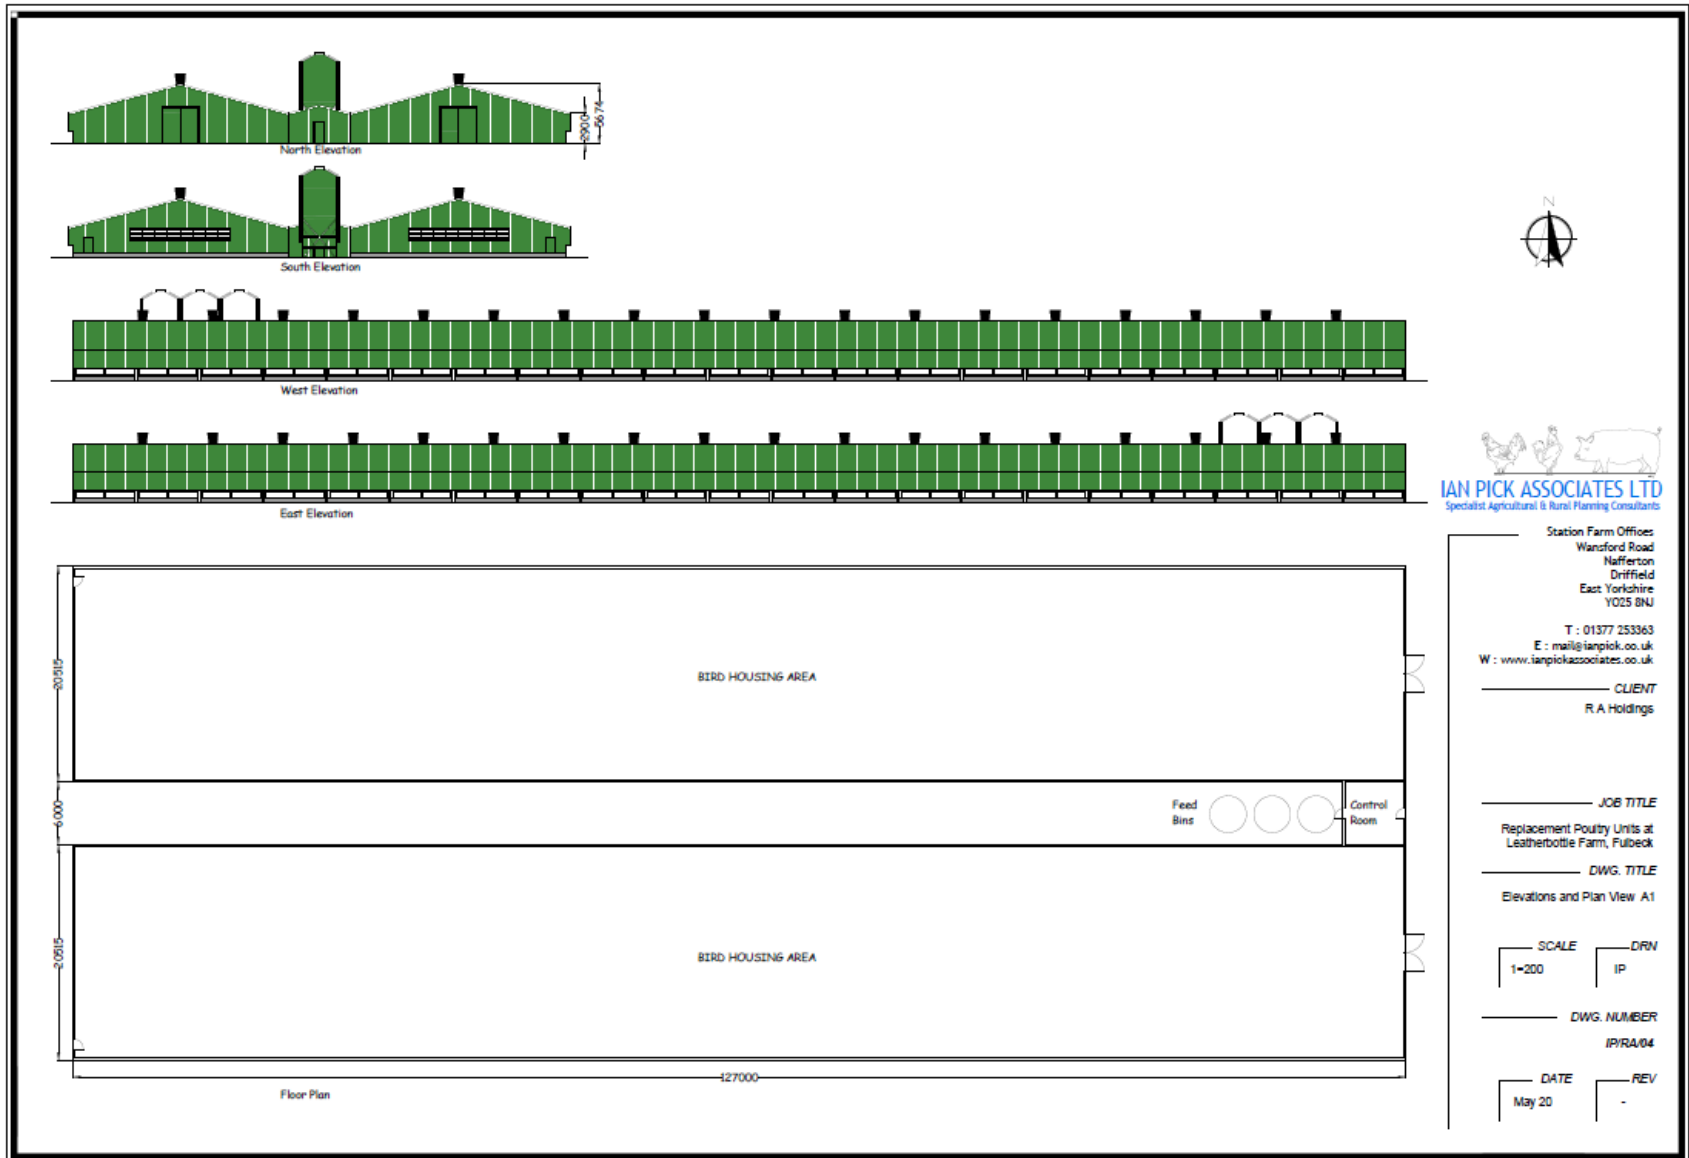 2900
5674
North Elevation
South Elevation
N
West Elevation
East Elevation
IAN PICK ASSOCIATES LTD
Specialist Agricultural & Rural Planning Consultants
Station Farm Offices
Wansford Road
Nafferton
Driffield
East Yorkshire
YO25 8NJ
T : 01377 253363
E : mail@ianpick.co.uk
W : www.ianpickassociates.co.uk
CLIENT
R A Holdings
JOB TITLE
Replacement Poultry Units at
Leatherbottle Farm, Fulbeck
DWG. TITLE
Elevations and Plan View A1
SCALE
1=200
DRN
IP
DWG. NUMBER
IP/RA/04
DATE
May 20
REV
-
20515
BIRD HOUSING AREA
6000
Feed
Bins
Control
Room
20515
BIRD HOUSING AREA
127000
Floor Plan